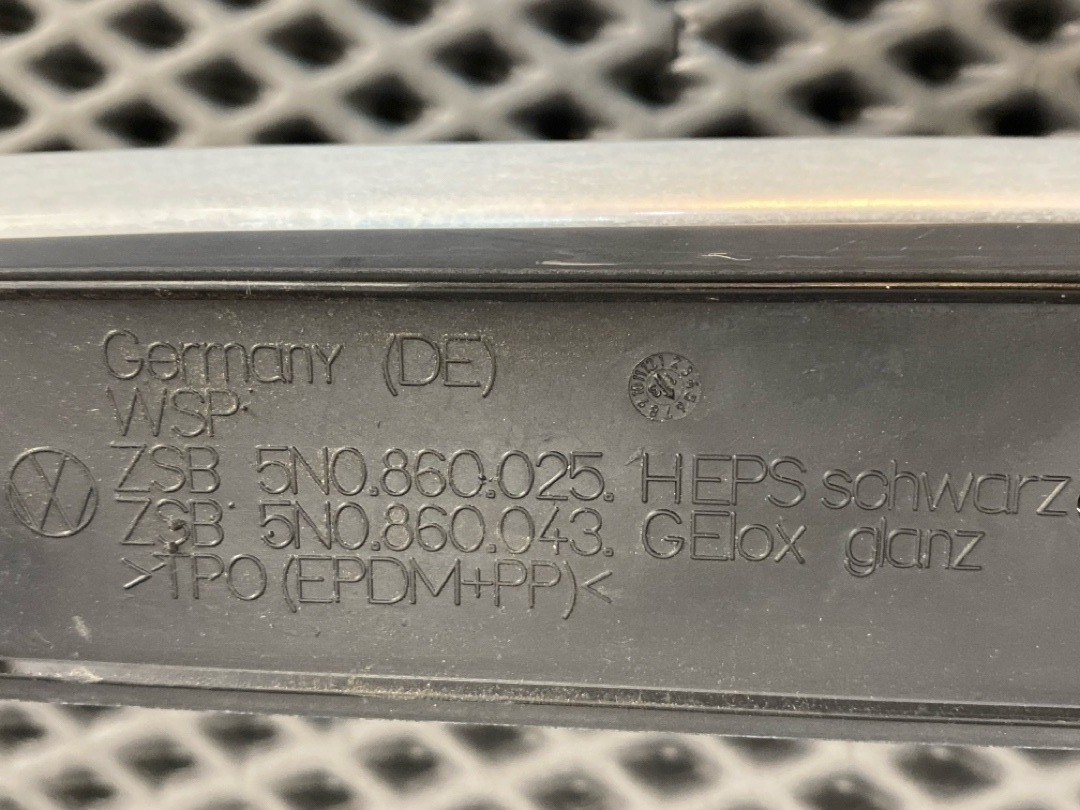 Germany (DE)
WSP
ZSB 5N0.860.025. HEPS schwarz
ZSB. 5N0.860.043. GElox glanz
>TPO(EPDM+PP)<